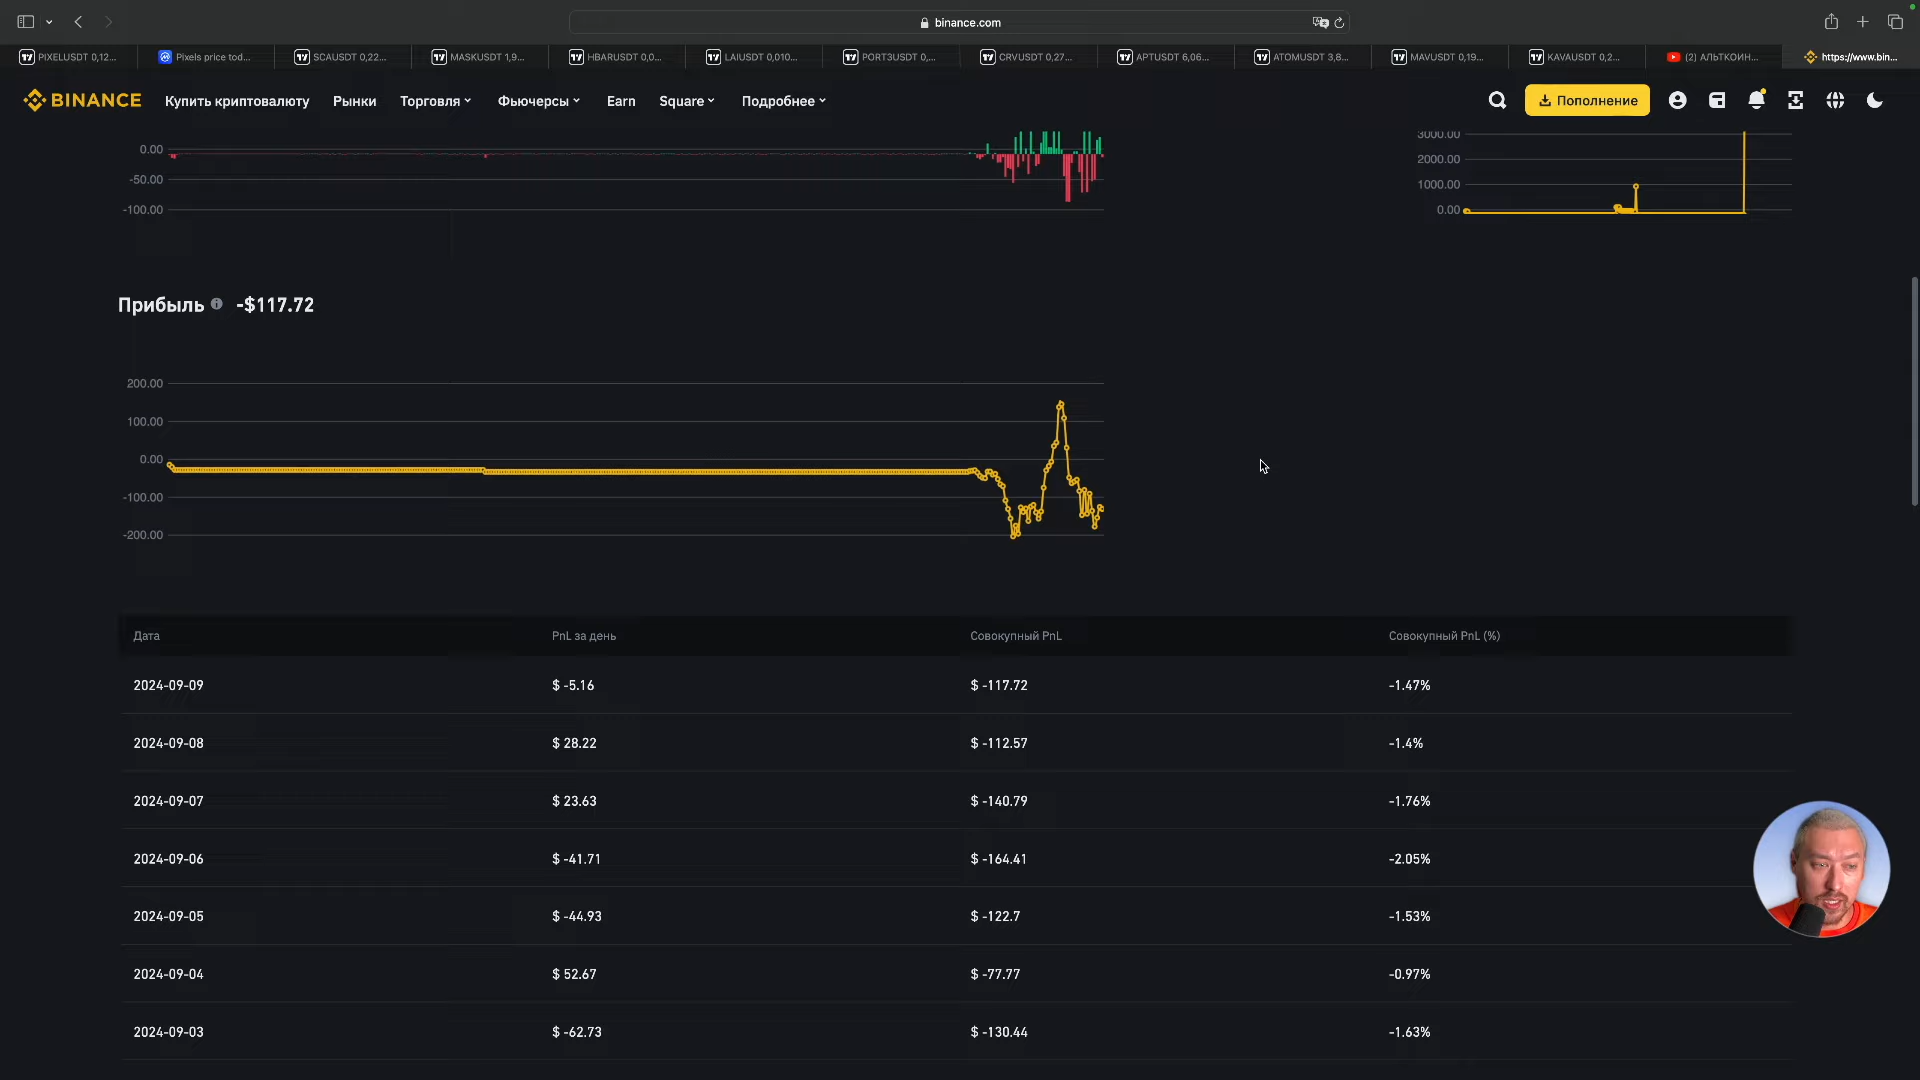 binance.com
PIXELUSDT 0,12...
Pixels price tod...
SCAUSDT 0,22...
MASKUSDT 1,9...
HBARUSDT 0,0...
LAIUSDT 0,010...
PORT3USDT 0,...
CRVUSDT 0,27...
APTUSDT 6,06...
ATOMUSDT 3,8...
MAVUSDT 0,19...
KAVAUSDT 0,2...
(2) АЛЬТКОИН...
https://www.bin...
BINANCE Купить криптовалюту Рынки Торговля Фьючерсы Earn Square Подробнее Пополнение
0.00
-50.00
-100.00
3000.00
2000.00
1000.00
0.00
Прибыль -$117.72
200.00
100.00
0.00
-100.00
-200.00
Дата PnL за день Совокупный PnL Совокупный PnL (%)
2024-09-09 $ -5.16 $ -117.72 -1.47%
2024-09-08 $ 28.22 $ -112.57 -1.4%
2024-09-07 $ 23.63 $ -140.79 -1.76%
2024-09-06 $ -41.71 $ -164.41 -2.05%
2024-09-05 $ -44.93 $ -122.7 -1.53%
2024-09-04 $ 52.67 $ -77.77 -0.97%
2024-09-03 $ -62.73 $ -130.44 -1.63%